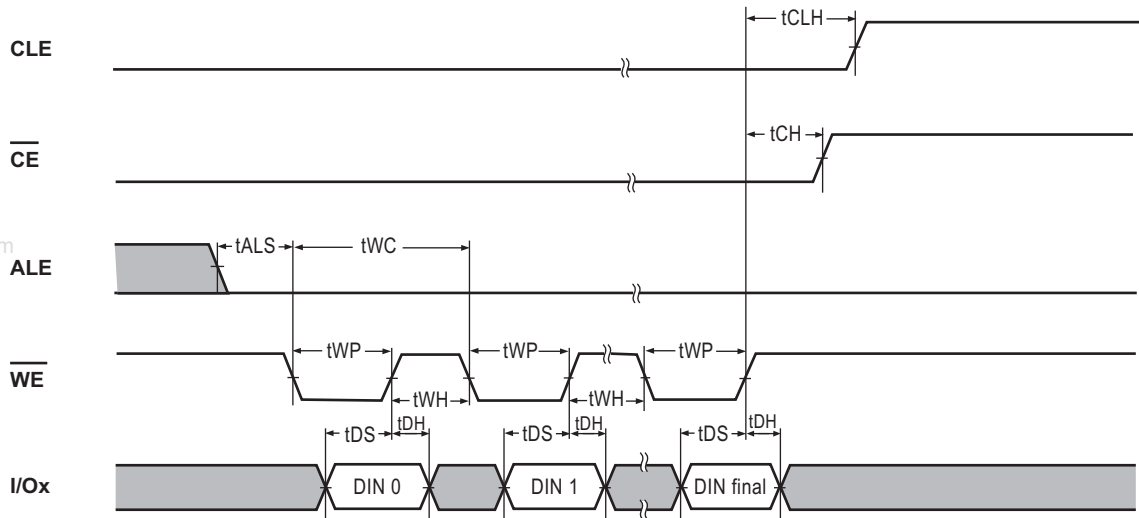 tCLH
CLE
tCH
CE
m
tALS
tWC
ALE
tWP
tWP
tWP
WE
tWH
tWH
tDS
tDH
tDS
tDH
tDS
tDH
I/Ox
DIN 0
DIN 1
DIN final